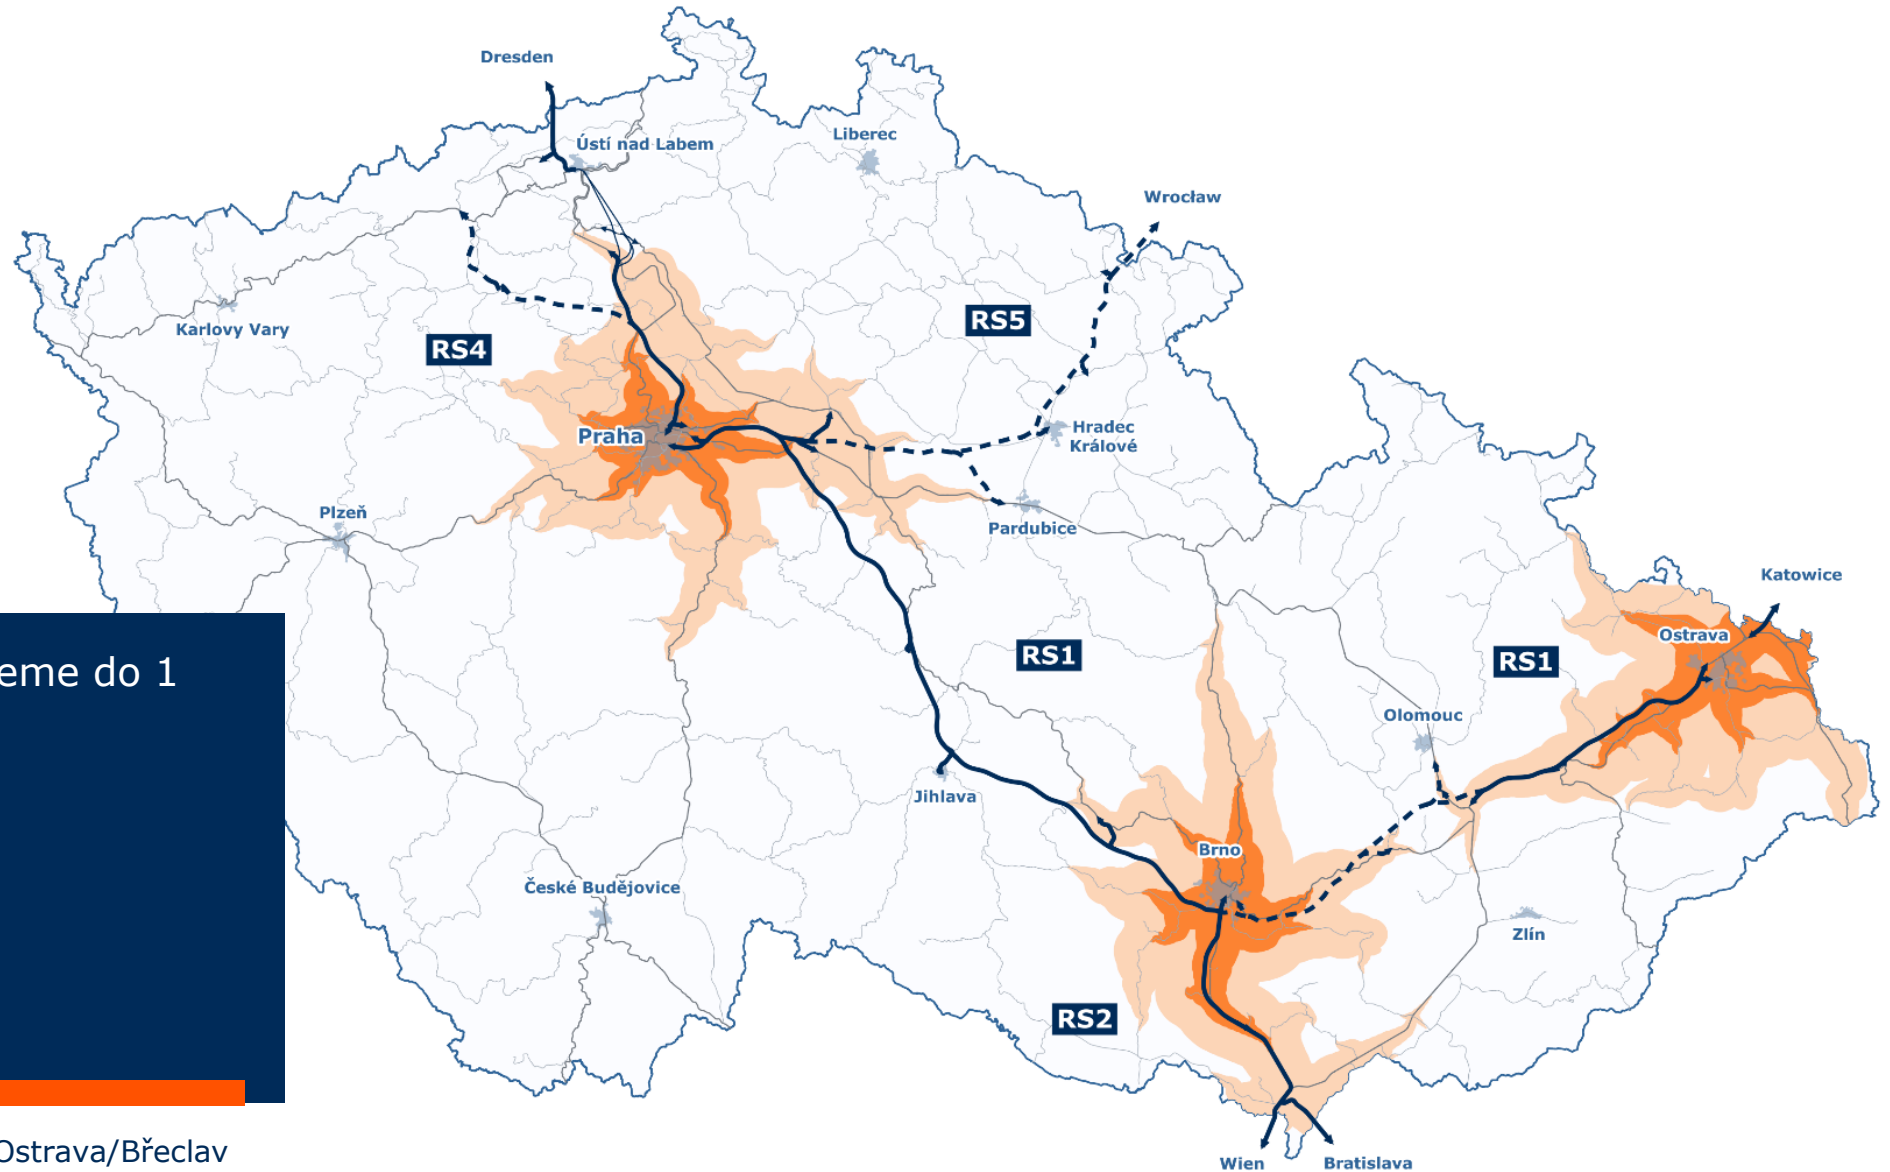 Dresden
Ústí nad Labem
Liberec
Wrocław
Karlovy Vary
RS4
RS5
Praha
Hradec
Králové
Plzeň
Pardubice
Katowice
RS1
Ostrava
RS1
eme do 1
Olomouc
Jihlava
Brno
České Budějovice
Zlín
RS2
Ostrava/Břeclav
Wien
Bratislava